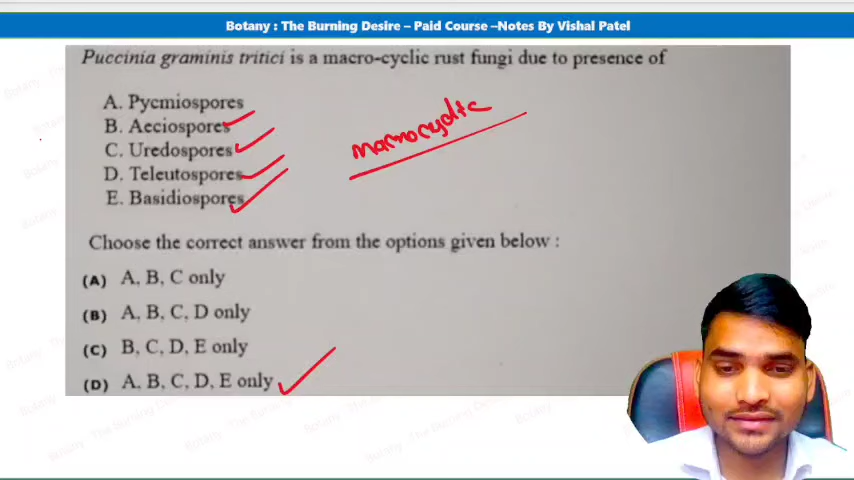 Botany : The Burning Desire – Paid Course –Notes By Vishal Patel
Puccinia graminis tritici is a macro-cyclic rust fungi due to presence of
A. Pycmiospores
B. Aeciospores
C. Uredospores
D. Teleutospores
E. Basidiospores
macrocyclic
Choose the correct answer from the options given below :
(A) A, B, C only
(B) A, B, C, D only
(C) B, C, D, E only
(D) A, B, C, D, E only